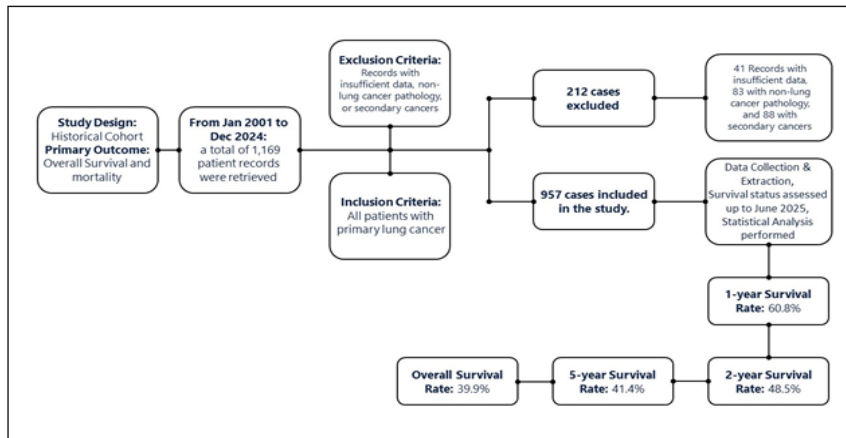 Study Design:
Historical Cohort
Primary Outcome:
Overall Survival and
mortality
From Jan 2001 to
Dec 2024:
a total of 1,169
patient records
were retrieved
Exclusion Criteria:
Records with
insufficient data, non-
lung cancer pathology,
or secondary cancers
Inclusion Criteria:
All patients with
primary lung cancer
212 cases
excluded
41 Records with
insufficient data,
83 with non-lung
cancer pathology,
and 88 with
secondary cancers
957 cases included
in the study.
Data Collection &
Extraction,
Survival status assessed
up to June 2025,
Statistical Analysis
performed
1-year Survival
Rate: 60.8%
2-year Survival
Rate: 48.5%
5-year Survival
Rate: 41.4%
Overall Survival
Rate: 39.9%